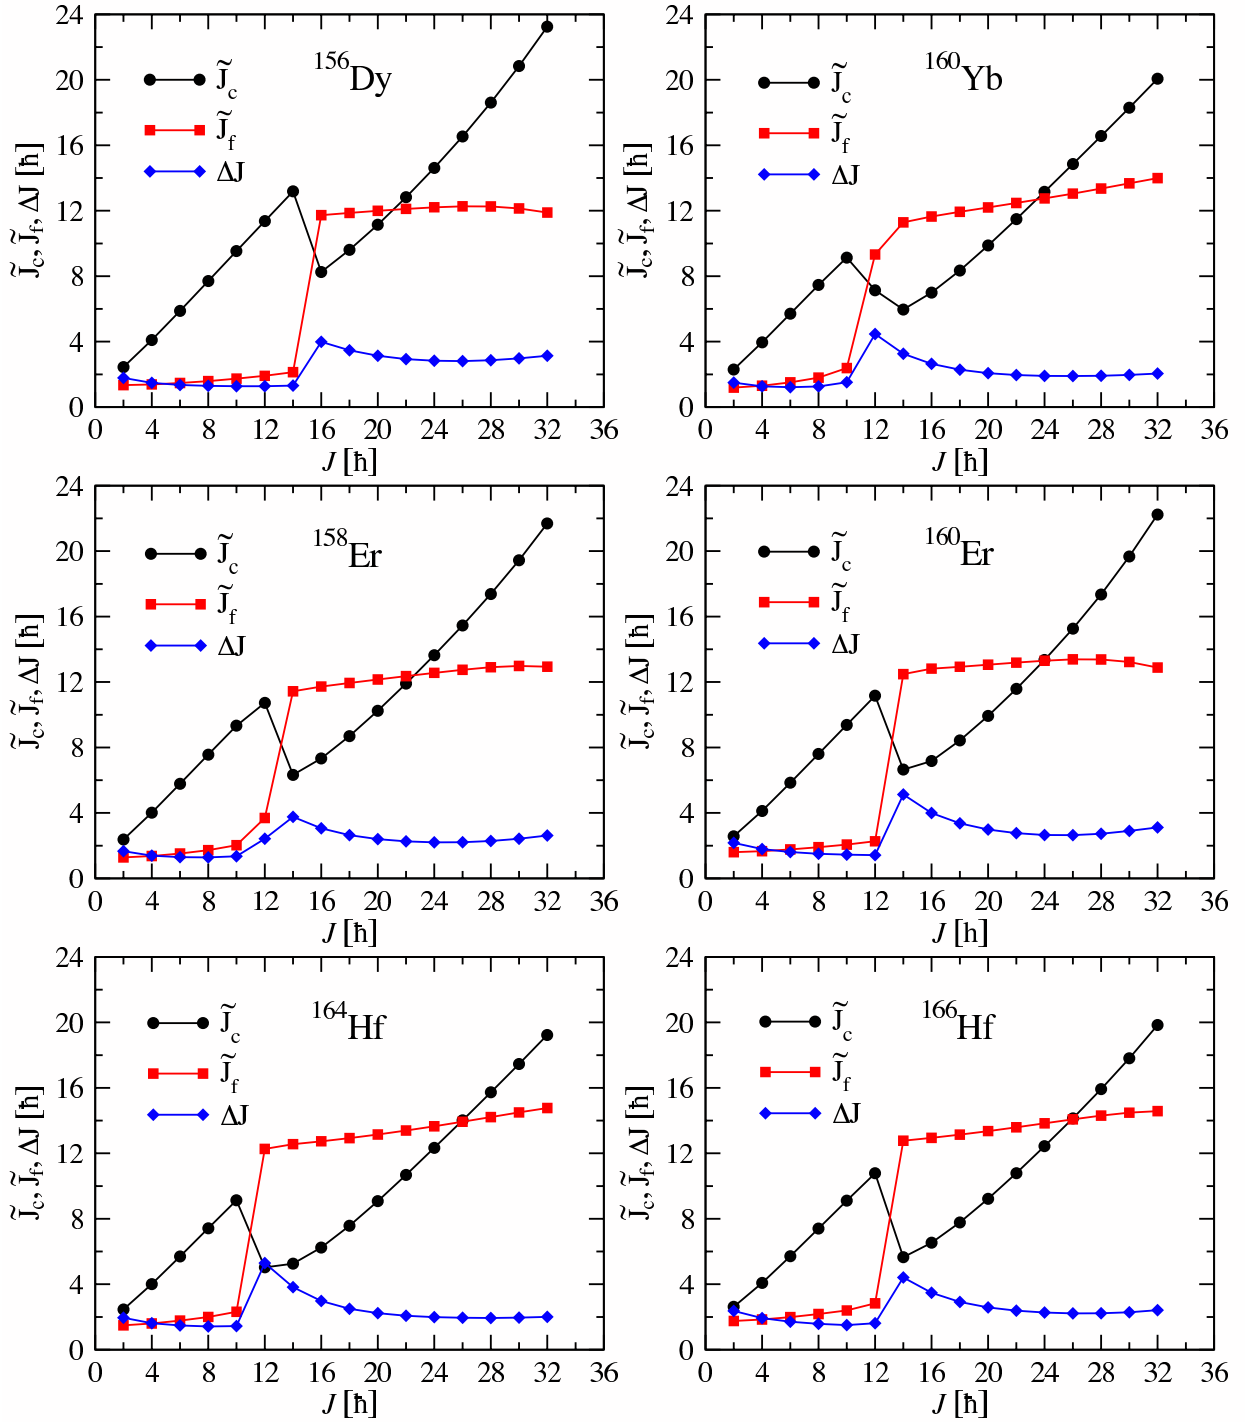 24
20
16
12
8
4
0
0 4 8 12 16 20 24 28 32 36
J̃c, J̃f, ΔJ [ħ]
J [ħ]
J̃c
J̃f
ΔJ
¹⁵⁶Dy
24
20
16
12
8
4
0
0 4 8 12 16 20 24 28 32 36
J̃c, J̃f, ΔJ [ħ]
J [ħ]
J̃c
J̃f
ΔJ
¹⁶⁰Yb
24
20
16
12
8
4
0
0 4 8 12 16 20 24 28 32 36
J̃c, J̃f, ΔJ [ħ]
J [ħ]
J̃c
J̃f
ΔJ
¹⁵⁸Er
24
20
16
12
8
4
0
0 4 8 12 16 20 24 28 32 36
J̃c, J̃f, ΔJ [ħ]
J [h]
J̃c
J̃f
ΔJ
¹⁶⁰Er
24
20
16
12
8
4
0
0 4 8 12 16 20 24 28 32 36
J̃c, J̃f, ΔJ [ħ]
J [ħ]
J̃c
J̃f
ΔJ
¹⁶⁴Hf
24
20
16
12
8
4
0
0 4 8 12 16 20 24 28 32 36
J̃c, J̃f, ΔJ [ħ]
J [ħ]
J̃c
J̃f
ΔJ
¹⁶⁶Hf